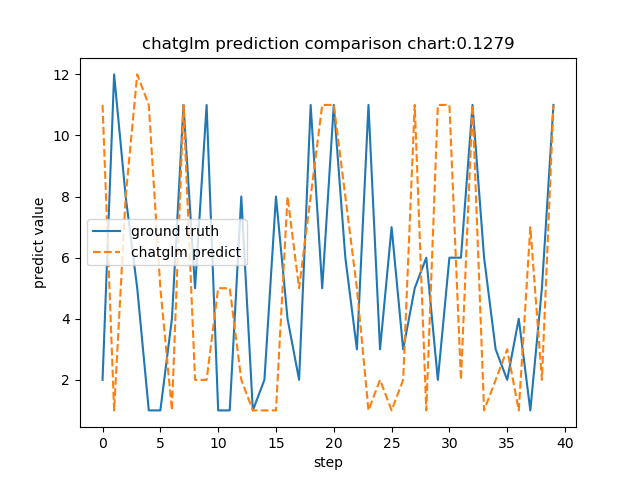 chatglm prediction comparison chart:0.1279
12
10
8
6
4
2
predict value
ground truth
chatglm predict
0 5 10 15 20 25 30 35 40
step